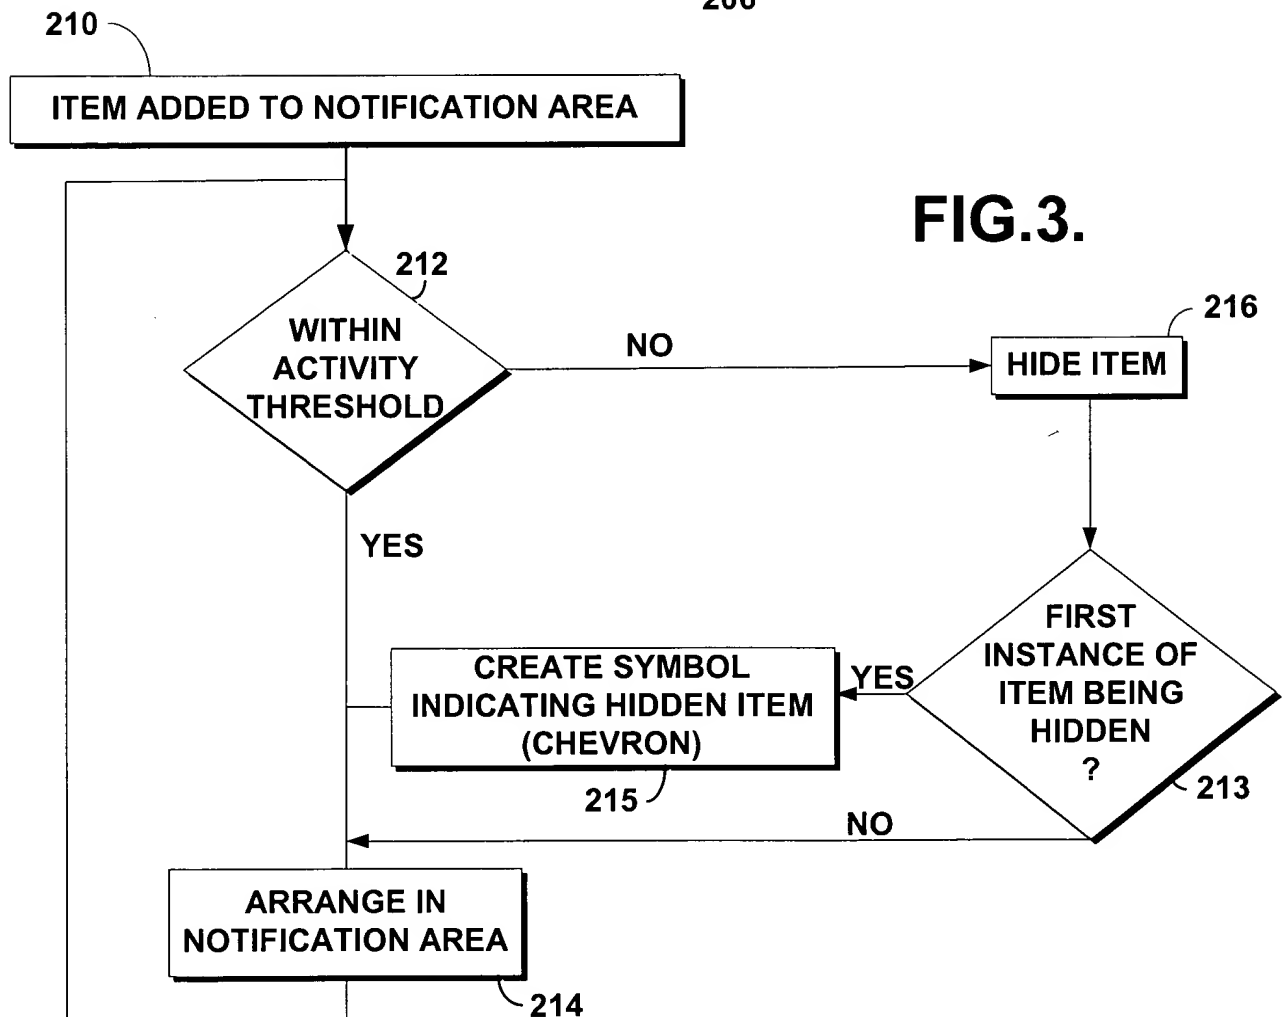 210
ITEM ADDED TO NOTIFICATION AREA
FIG.3.
212
WITHIN
ACTIVITY
THRESHOLD
NO
216
HIDE ITEM
YES
FIRST
INSTANCE OF
ITEM BEING
HIDDEN
?
213
YES
CREATE SYMBOL
INDICATING HIDDEN ITEM
(CHEVRON)
215
NO
ARRANGE IN
NOTIFICATION AREA
214